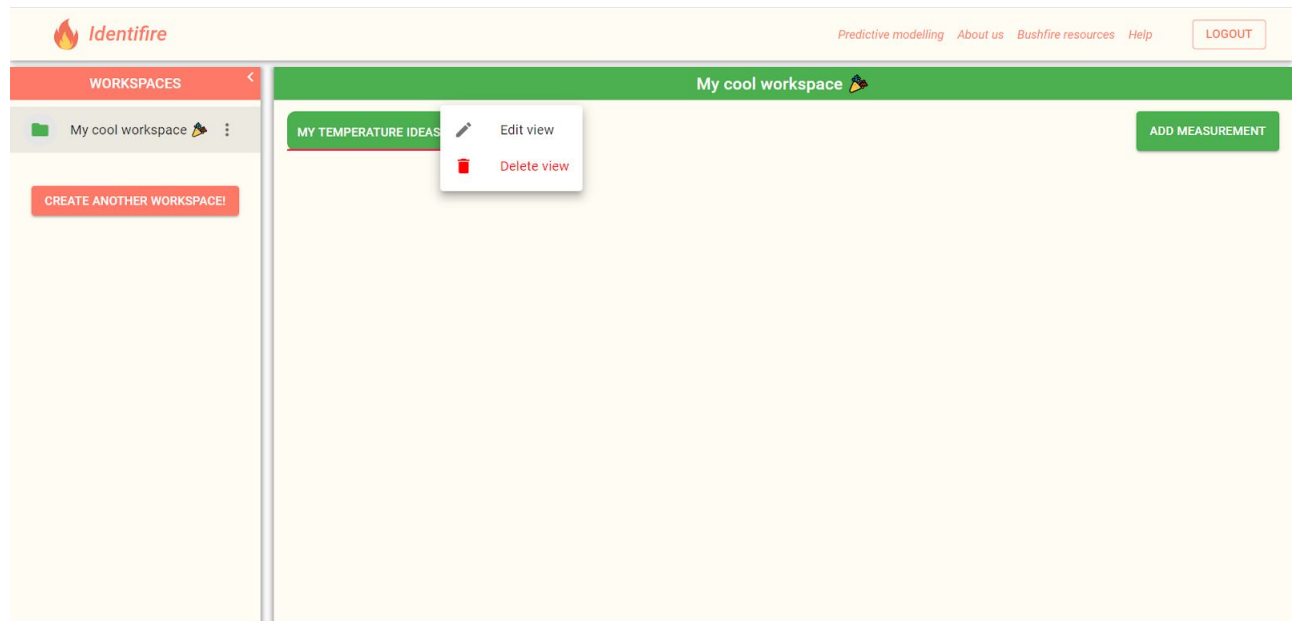 Identifire
Predictive modelling About us Bushfire resources Help LOGOUT
WORKSPACES
My cool workspace
My cool workspace
MY TEMPERATURE IDEAS
Edit view
Delete view
ADD MEASUREMENT
CREATE ANOTHER WORKSPACE!